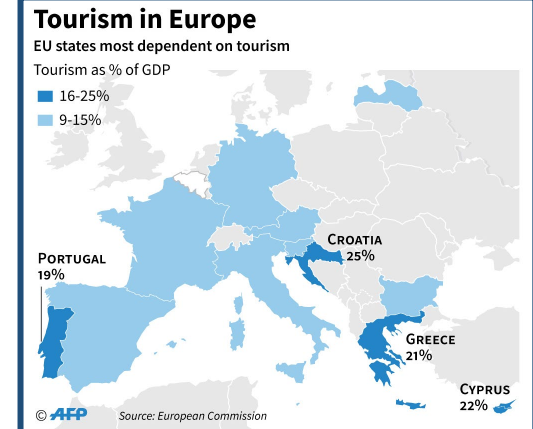 Tourism in Europe
EU states most dependent on tourism
Tourism as % of GDP
16-25%
9-15%
CROATIA
25%
PORTUGAL
19%
GREECE
21%
CYPRUS
22%
© AFP
Source: European Commission